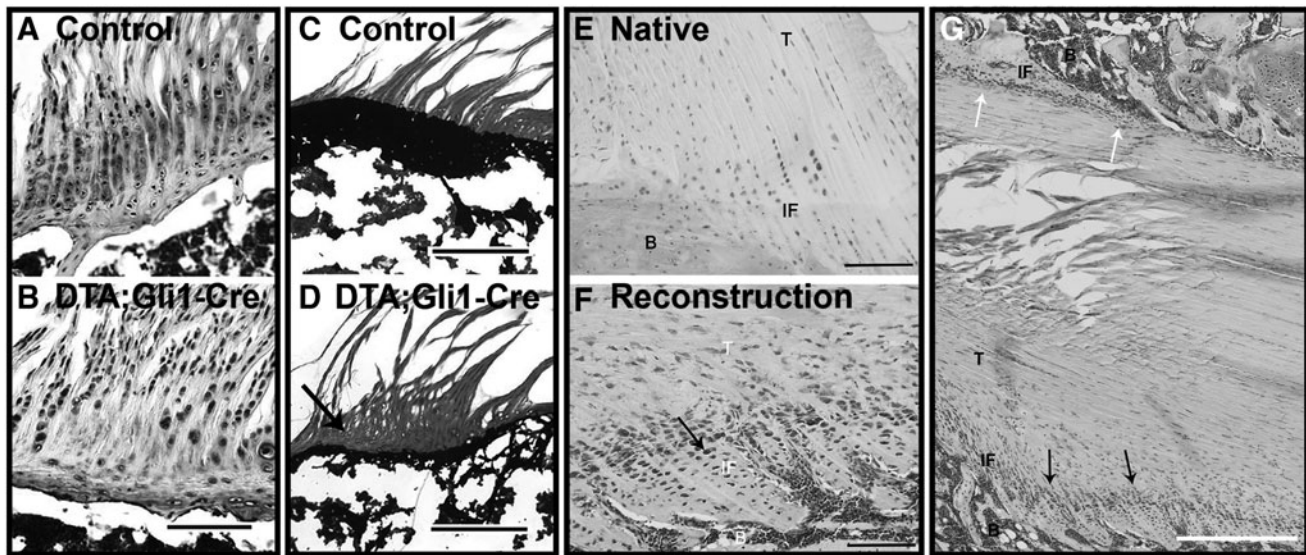 A Control
B DTA;Gli1-Cre
C Control
D DTA;Gli1-Cre
E Native
T
IF
B
F Reconstruction
T
IF
B
G
B
IF
T
IF
B